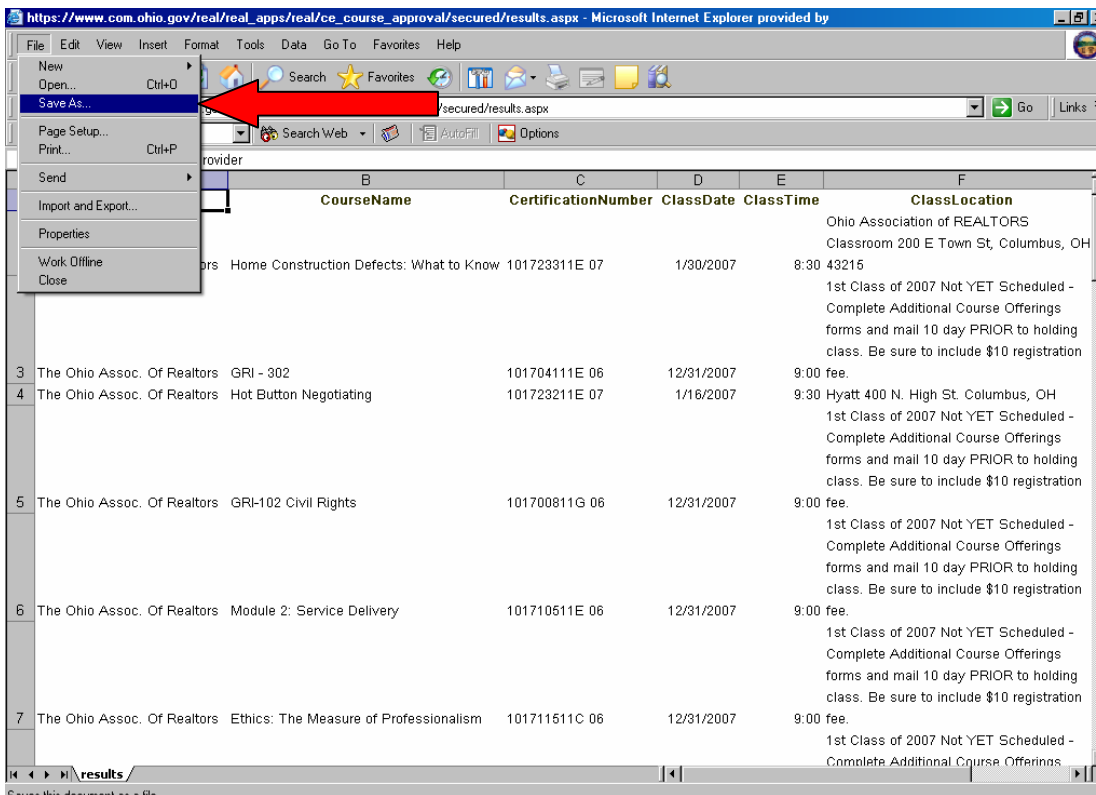 https://www.com.ohio.gov/real/real_apps/real/ce_course_approval/secured/results.aspx - Microsoft Internet Explorer provided by
File Edit View Insert Format Tools Data Go To Favorites Help
New
Open... Ctrl+O
Save As...
Page Setup...
Print... Ctrl+P
Send
Import and Export...
Properties
Work Offline
Close
Search Favorites
/secured/results.aspx Go Links
Search Web AutoFill Options
rovider
B C D E F
CourseName CertificationNumber ClassDate ClassTime ClassLocation
Ohio Association of REALTORS
Classroom 200 E Town St, Columbus, OH
ors Home Construction Defects: What to Know 101723311E 07 1/30/2007 8:30 43215
1st Class of 2007 Not YET Scheduled -
Complete Additional Course Offerings
forms and mail 10 day PRIOR to holding
class. Be sure to include $10 registration
3 The Ohio Assoc. Of Realtors GRI - 302 101704111E 06 12/31/2007 9:00 fee.
4 The Ohio Assoc. Of Realtors Hot Button Negotiating 101723211E 07 1/16/2007 9:30 Hyatt 400 N. High St. Columbus, OH
1st Class of 2007 Not YET Scheduled -
Complete Additional Course Offerings
forms and mail 10 day PRIOR to holding
class. Be sure to include $10 registration
5 The Ohio Assoc. Of Realtors GRI-102 Civil Rights 101700811G 06 12/31/2007 9:00 fee.
1st Class of 2007 Not YET Scheduled -
Complete Additional Course Offerings
forms and mail 10 day PRIOR to holding
class. Be sure to include $10 registration
6 The Ohio Assoc. Of Realtors Module 2: Service Delivery 101710511E 06 12/31/2007 9:00 fee.
1st Class of 2007 Not YET Scheduled -
Complete Additional Course Offerings
forms and mail 10 day PRIOR to holding
class. Be sure to include $10 registration
7 The Ohio Assoc. Of Realtors Ethics: The Measure of Professionalism 101711511C 06 12/31/2007 9:00 fee.
1st Class of 2007 Not YET Scheduled -
Complete Additional Course Offerings
results
Saves this document as a file